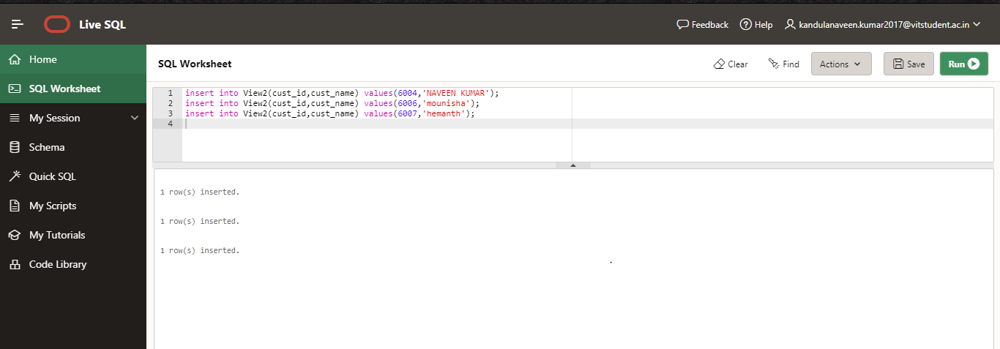 Live SQL
Feedback
Help
kandulanaveen.kumar2017@vitstudent.ac.in
Home
SQL Worksheet
My Session
Schema
Quick SQL
My Scripts
My Tutorials
Code Library
SQL Worksheet
Clear
Find
Actions
Save
Run
1 insert into View2(cust_id,cust_name) values(6004,'NAVEEN KUMAR');
2 insert into View2(cust_id,cust_name) values(6006,'mounisha');
3 insert into View2(cust_id,cust_name) values(6007,'hemanth');
4
1 row(s) inserted.
1 row(s) inserted.
1 row(s) inserted.